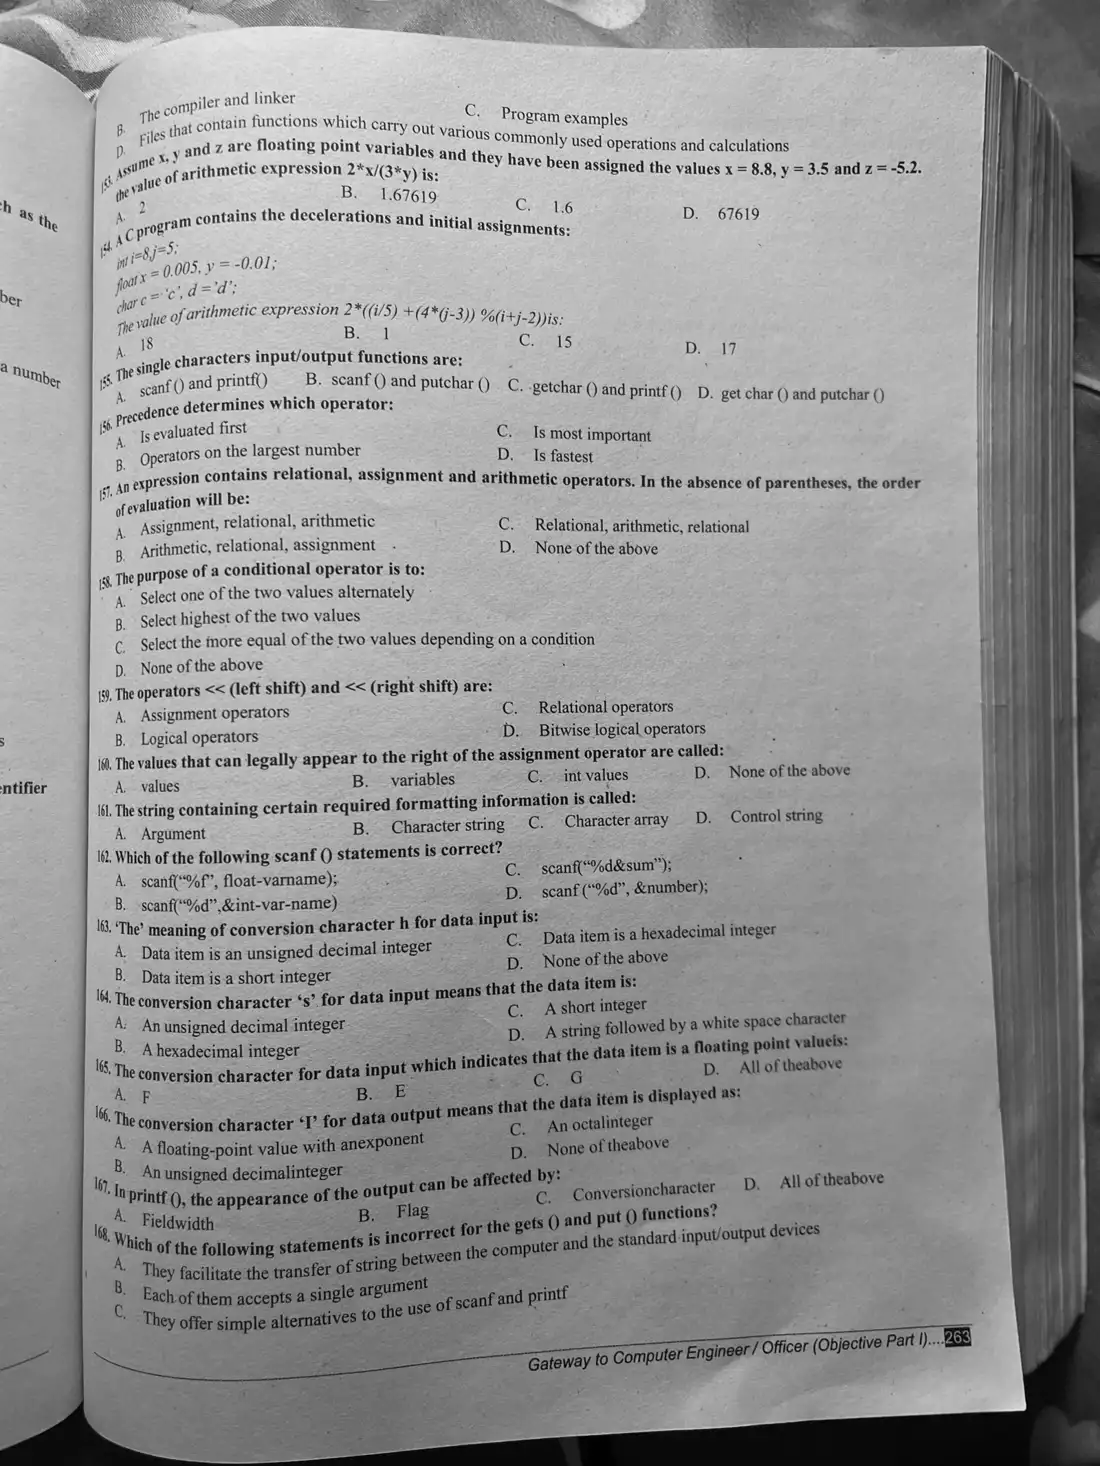 ch as the
ber
a number
s
entifier
B. The compiler and linker C. Program examples
D. Files that contain functions which carry out various commonly used operations and calculations
153. Assume x, y and z are floating point variables and they have been assigned the values x = 8.8, y = 3.5 and z = -5.2.
the value of arithmetic expression 2*x/(3*y) is:
A. 2 B. 1.67619 C. 1.6 D. 67619
154. A C program contains the decelerations and initial assignments:
int i=8,j=5;
float x = 0.005, y = -0.01;
char c = 'c', d ='d';
The value of arithmetic expression 2*((i/5) +(4*(j-3)) %(i+j-2))is:
A. 18 B. 1 C. 15 D. 17
155. The single characters input/output functions are:
A. scanf () and printf() B. scanf () and putchar () C. getchar () and printf () D. get char () and putchar ()
156. Precedence determines which operator:
A. Is evaluated first C. Is most important
B. Operators on the largest number D. Is fastest
157. An expression contains relational, assignment and arithmetic operators. In the absence of parentheses, the order
of evaluation will be:
A. Assignment, relational, arithmetic C. Relational, arithmetic, relational
B. Arithmetic, relational, assignment D. None of the above
158. The purpose of a conditional operator is to:
A. Select one of the two values alternately
B. Select highest of the two values
C. Select the more equal of the two values depending on a condition
D. None of the above
159. The operators << (left shift) and << (right shift) are:
A. Assignment operators C. Relational operators
B. Logical operators D. Bitwise logical operators
160. The values that can legally appear to the right of the assignment operator are called:
A. values B. variables C. int values D. None of the above
161. The string containing certain required formatting information is called:
A. Argument B. Character string C. Character array D. Control string
162. Which of the following scanf () statements is correct?
A. scanf("%f", float-varname); C. scanf("%d&sum");
B. scanf("%d",&int-var-name) D. scanf ("%d", &number);
163. 'The' meaning of conversion character h for data input is:
A. Data item is an unsigned decimal integer C. Data item is a hexadecimal integer
B. Data item is a short integer D. None of the above
164. The conversion character 's' for data input means that the data item is:
A. An unsigned decimal integer C. A short integer
B. A hexadecimal integer D. A string followed by a white space character
165. The conversion character for data input which indicates that the data item is a floating point valueis:
A. F B. E C. G D. All of theabove
166. The conversion character 'I' for data output means that the data item is displayed as:
A. A floating-point value with anexponent C. An octalinteger
B. An unsigned decimalinteger D. None of theabove
167. In printf (), the appearance of the output can be affected by:
A. Fieldwidth B. Flag C. Conversioncharacter D. All of theabove
168. Which of the following statements is incorrect for the gets () and put () functions?
A. They facilitate the transfer of string between the computer and the standard input/output devices
B. Each of them accepts a single argument
C. They offer simple alternatives to the use of scanf and printf
Gateway to Computer Engineer / Officer (Objective Part I)....263